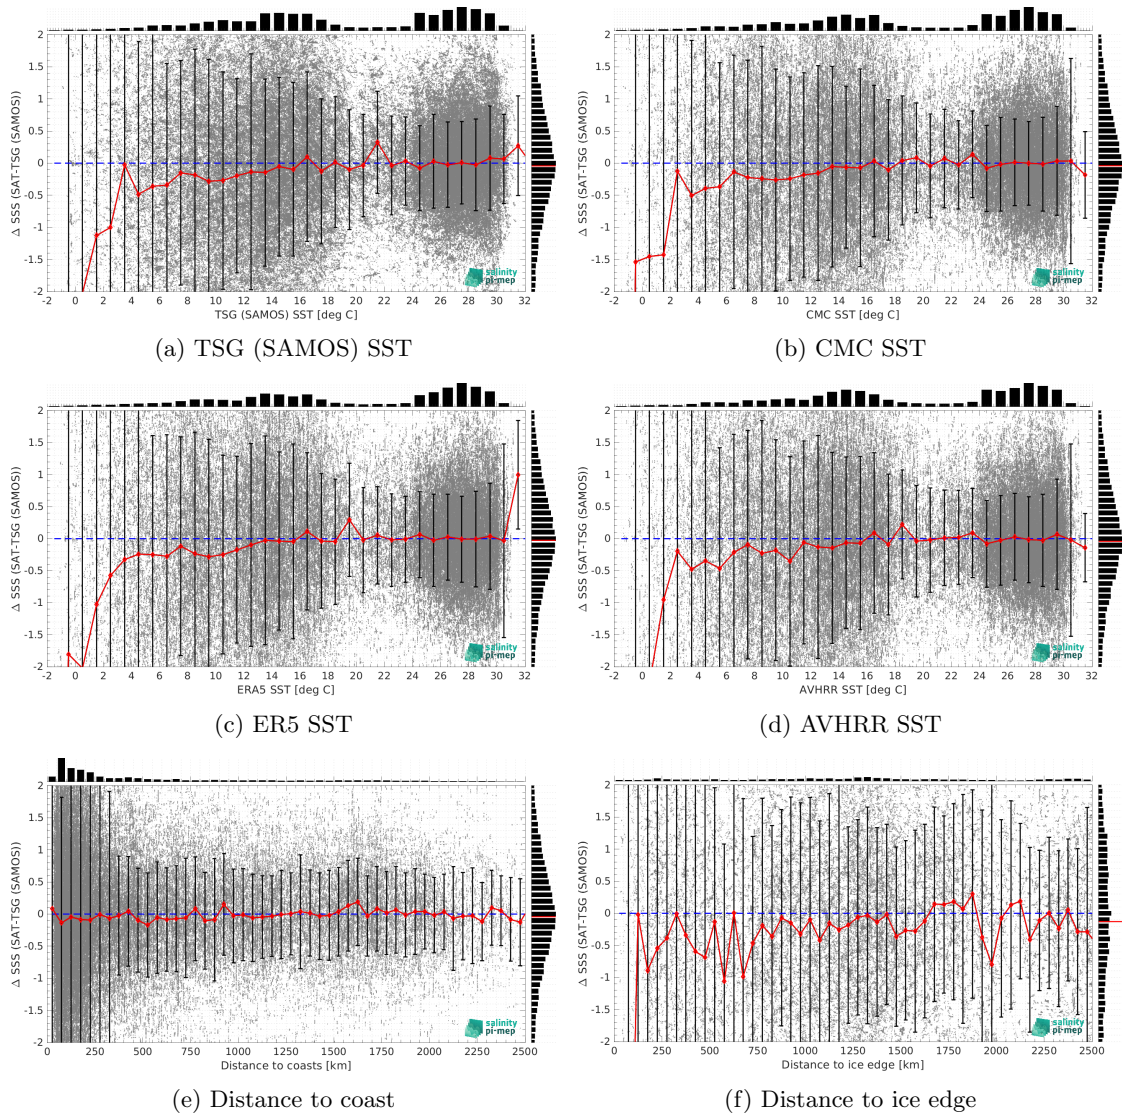 2
1.5
1
0.5
0
-0.5
-1
-1.5
-2
Δ SSS (SAT-TSG (SAMOS))
-2 0 2 4 6 8 10 12 14 16 18 20 22 24 26 28 30 32
TSG (SAMOS) SST [deg C]
salinity
pi-mep
(a) TSG (SAMOS) SST
2
1.5
1
0.5
0
-0.5
-1
-1.5
-2
Δ SSS (SAT-TSG (SAMOS))
-2 0 2 4 6 8 10 12 14 16 18 20 22 24 26 28 30 32
CMC SST [deg C]
salinity
pi-mep
(b) CMC SST
2
1.5
1
0.5
0
-0.5
-1
-1.5
-2
Δ SSS (SAT-TSG (SAMOS))
-2 0 2 4 6 8 10 12 14 16 18 20 22 24 26 28 30 32
ERA5 SST [deg C]
salinity
pi-mep
(c) ER5 SST
2
1.5
1
0.5
0
-0.5
-1
-1.5
-2
Δ SSS (SAT-TSG (SAMOS))
-2 0 2 4 6 8 10 12 14 16 18 20 22 24 26 28 30 32
AVHRR SST [deg C]
salinity
pi-mep
(d) AVHRR SST
2
1.5
1
0.5
0
-0.5
-1
-1.5
-2
Δ SSS (SAT-TSG (SAMOS))
0 250 500 750 1000 1250 1500 1750 2000 2250 2500
Distance to coasts [km]
salinity
pi-mep
(e) Distance to coast
2
1.5
1
0.5
0
-0.5
-1
-1.5
-2
Δ SSS (SAT-TSG (SAMOS))
0 250 500 750 1000 1250 1500 1750 2000 2250 2500
Distance to ice edge [km]
salinity
pi-mep
(f) Distance to ice edge